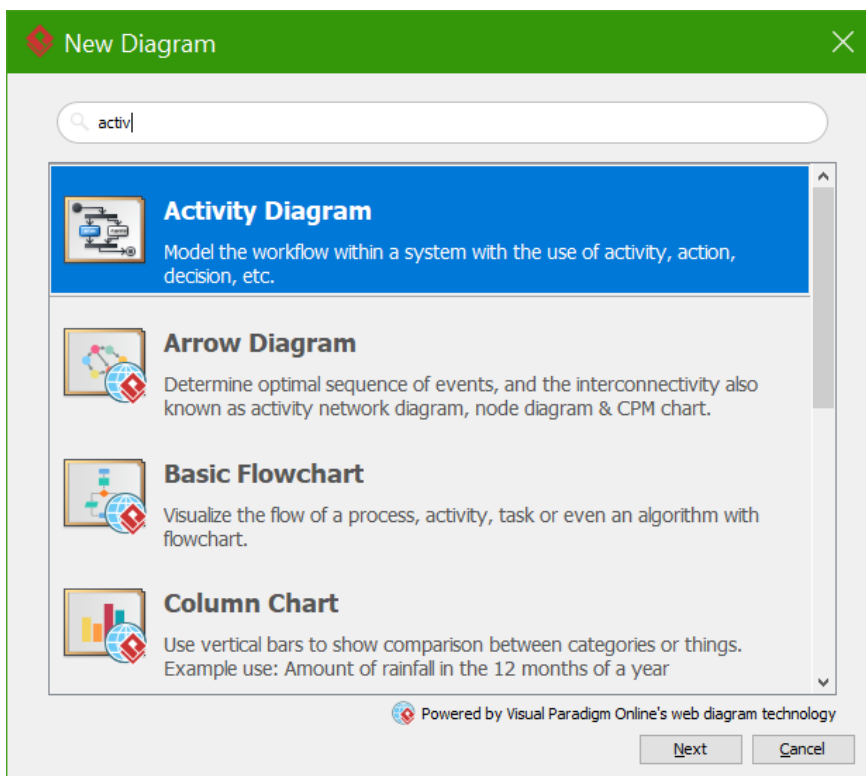 New Diagram
activ
Activity Diagram
Model the workflow within a system with the use of activity, action,
decision, etc.
Arrow Diagram
Determine optimal sequence of events, and the interconnectivity also
known as activity network diagram, node diagram & CPM chart.
Basic Flowchart
Visualize the flow of a process, activity, task or even an algorithm with
flowchart.
Column Chart
Use vertical bars to show comparison between categories or things.
Example use: Amount of rainfall in the 12 months of a year
Powered by Visual Paradigm Online's web diagram technology
Next Cancel